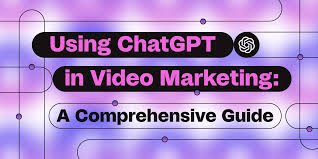 Using ChatGPT
in Video Marketing:
A Comprehensive Guide